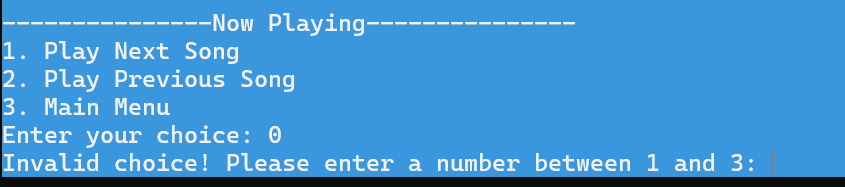 ---------------Now Playing---------------
1. Play Next Song
2. Play Previous Song
3. Main Menu
Enter your choice: 0
Invalid choice! Please enter a number between 1 and 3: